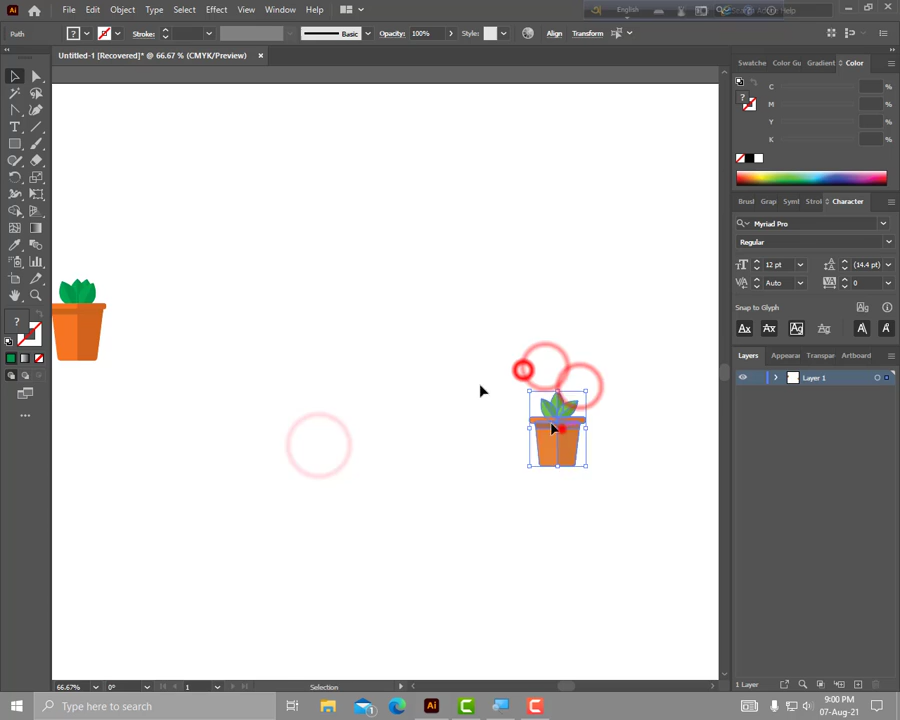 Ai File Edit Object Type Select Effect View Window Help
English
Help
Path Stroke: Basic Opacity: 100% Style: Align Transform
Untitled-1 [Recovered]* @ 66.67 % (CMYK/Preview) ×
Swatche Color Gu Gradient Color
C %
M %
Y %
K %
Brusl Grap Symb Strok Character
Myriad Pro
Regular
12 pt (14.4 pt)
Auto 0
Snap to Glyph
Layers Appear Transpar Artboard
Layer 1
1 Layer
66.67% 0° 1 Selection
Type here to search
9:00 PM
07-Aug-21